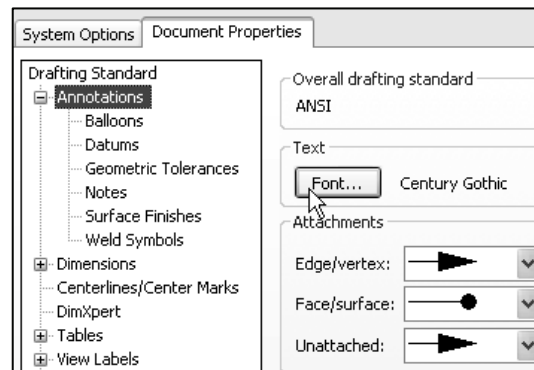 System Options
Document Properties
Drafting Standard
Annotations
Balloons
Datums
Geometric Tolerances
Notes
Surface Finishes
Weld Symbols
Dimensions
Centerlines/Center Marks
DimXpert
Tables
View Labels
Overall drafting standard
ANSI
Text
Font... Century Gothic
Attachments
Edge/vertex:
Face/surface:
Unattached: